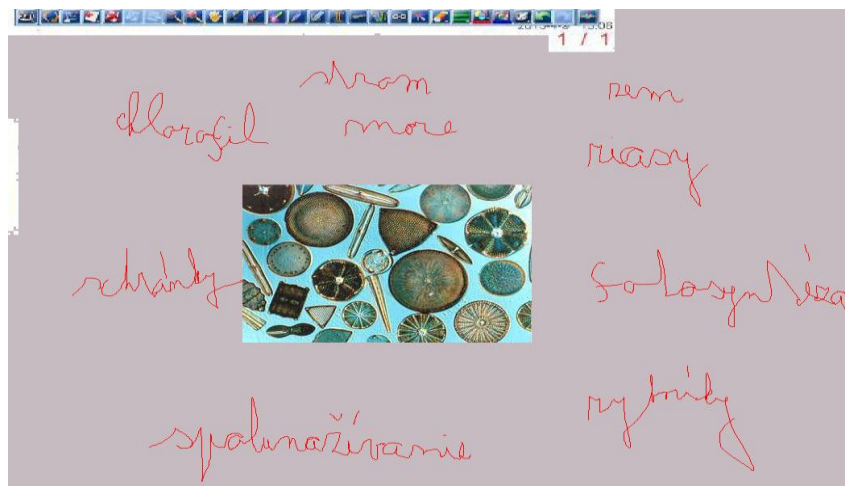 1 / 1
strom
zem
chlorofil
more
riasy
schránky
fotosyntéza
rybníky
spolunažívanie